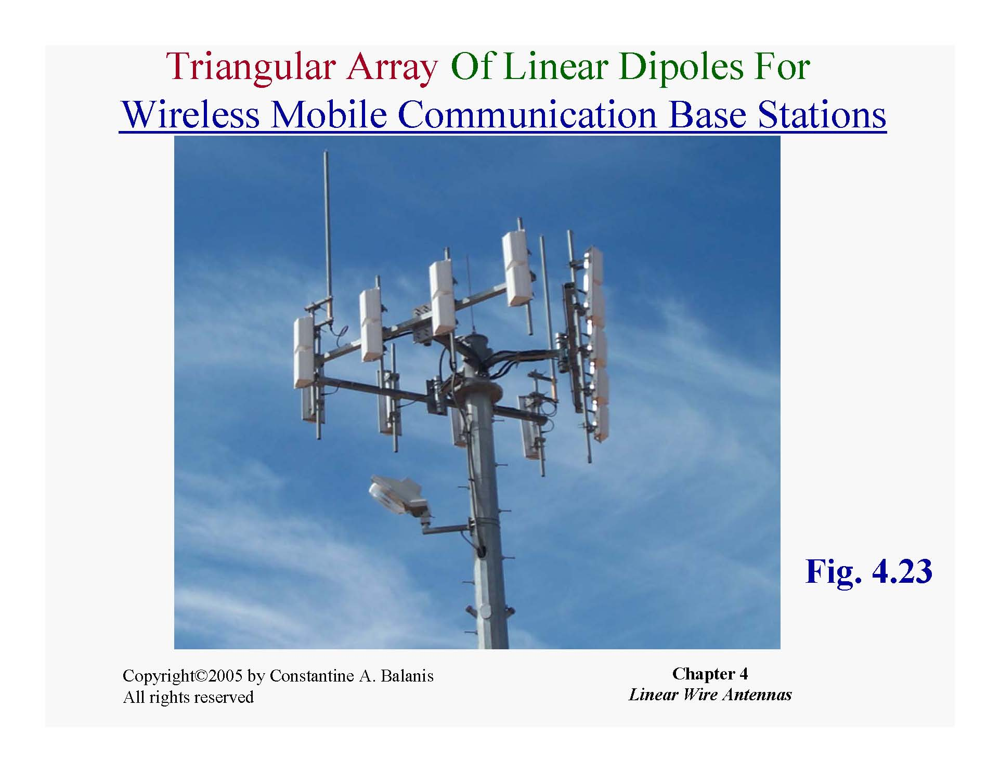 Triangular Array Of Linear Dipoles For
Wireless Mobile Communication Base Stations
Fig. 4.23
Copyright©2005 by Constantine A. Balanis
All rights reserved
Chapter 4
Linear Wire Antennas